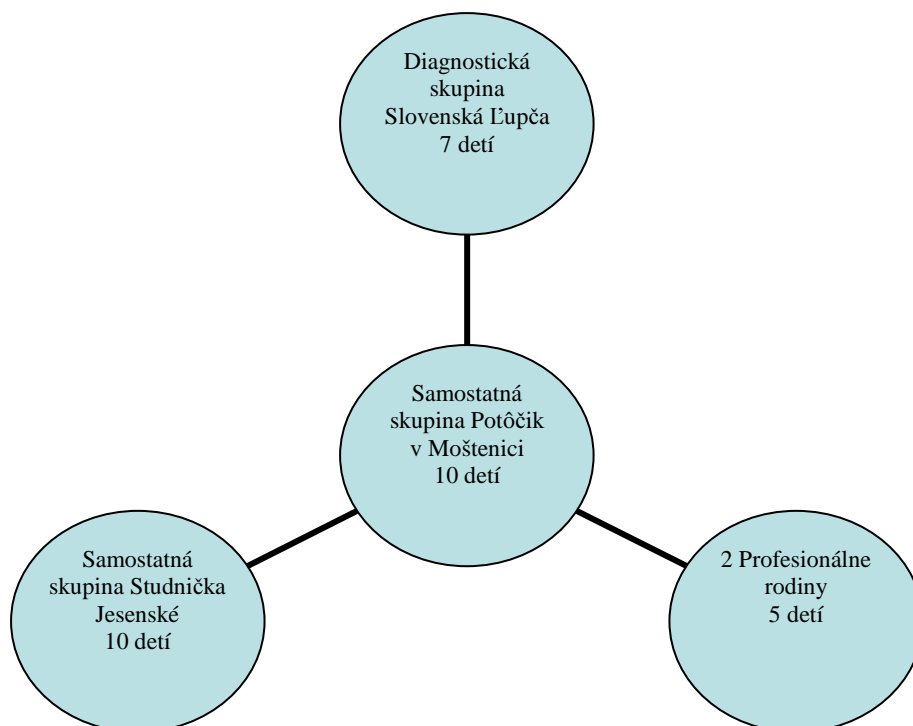 Diagnostická
skupina
Slovenská Ľupča
7 detí
Samostatná
skupina Potôčik
v Moštenici
10 detí
Samostatná
skupina Studnička
Jesenské
10 detí
2 Profesionálne
rodiny
5 detí